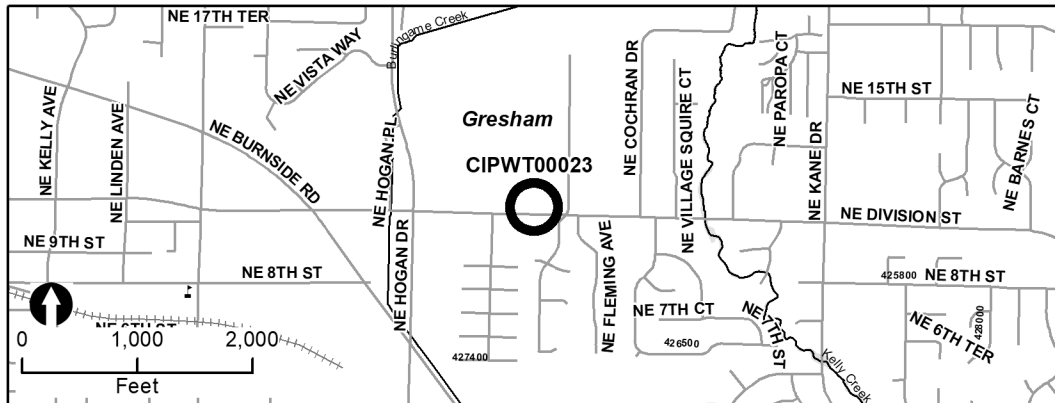 NE 17TH TER
Burlingame Creek
NE VISTA WAY
NE KELLY AVE
NE LINDEN AVE
NE BURNSIDE RD
NE HOGAN PL
Gresham
CIPWT00023
NE COCHRAN DR
NE VILLAGE SQUIRE CT
NE PAROPA CT
NE KANE DR
NE 15TH ST
NE BARNES CT
NE DIVISION ST
NE 9TH ST
NE 8TH ST
NE HOGAN DR
NE FLEMING AVE
425800
NE 8TH ST
NE 7TH CT
NE 7TH ST
426500
427400
428000
NE 6TH TER
Kelly Creek
0 1,000 2,000
Feet